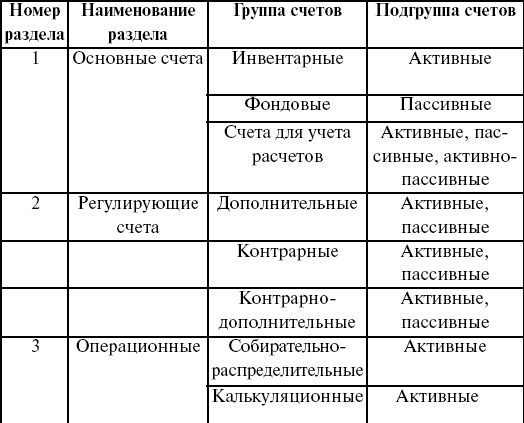 Номер раздела | Наименование раздела | Группа счетов | Подгруппа счетов
1 | Основные счета | Инвентарные | Активные
Фондовые | Пассивные
Счета для учета расчетов | Активные, пас-сивные, активно-пассивные
2 | Регулирующие счета | Дополнительные | Активные, пассивные
Контрарные | Активные, пассивные
Контрарно-дополнительные | Активные, пассивные
3 | Операционные | Собирательно-распределительные | Активные
Калькуляционные | Активные